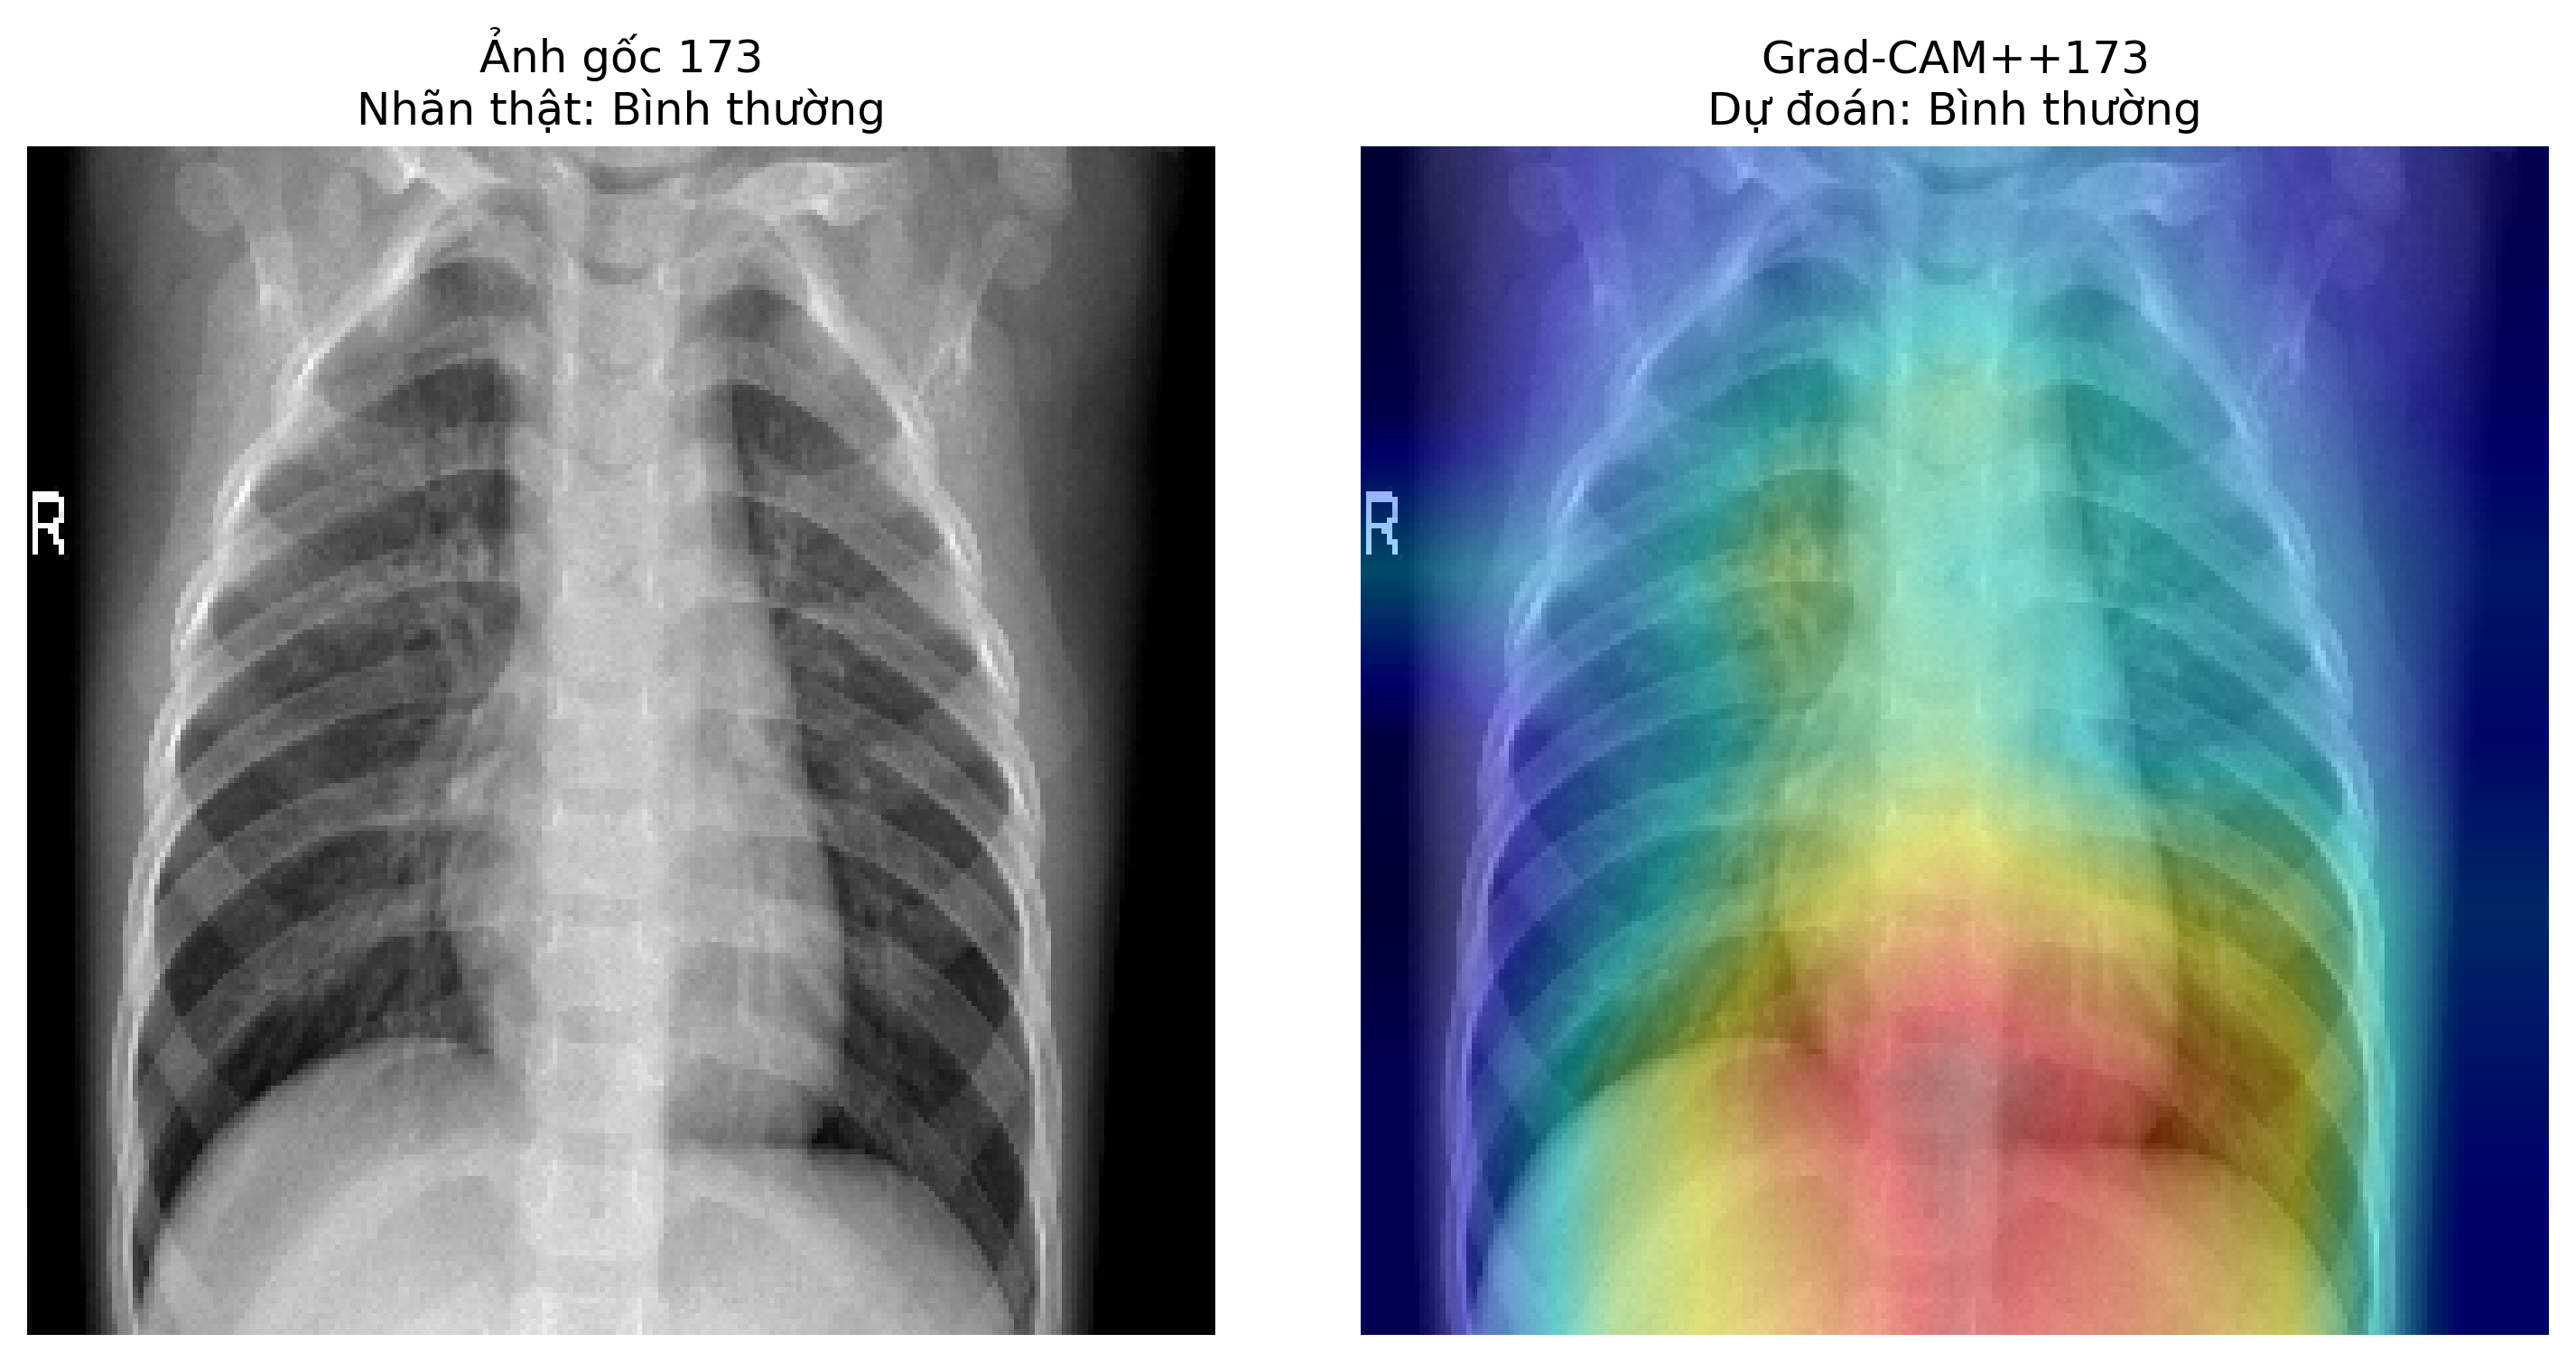 Ảnh gốc 173
Nhãn thật: Bình thường
Grad-CAM++173
Dự đoán: Bình thường
R
R